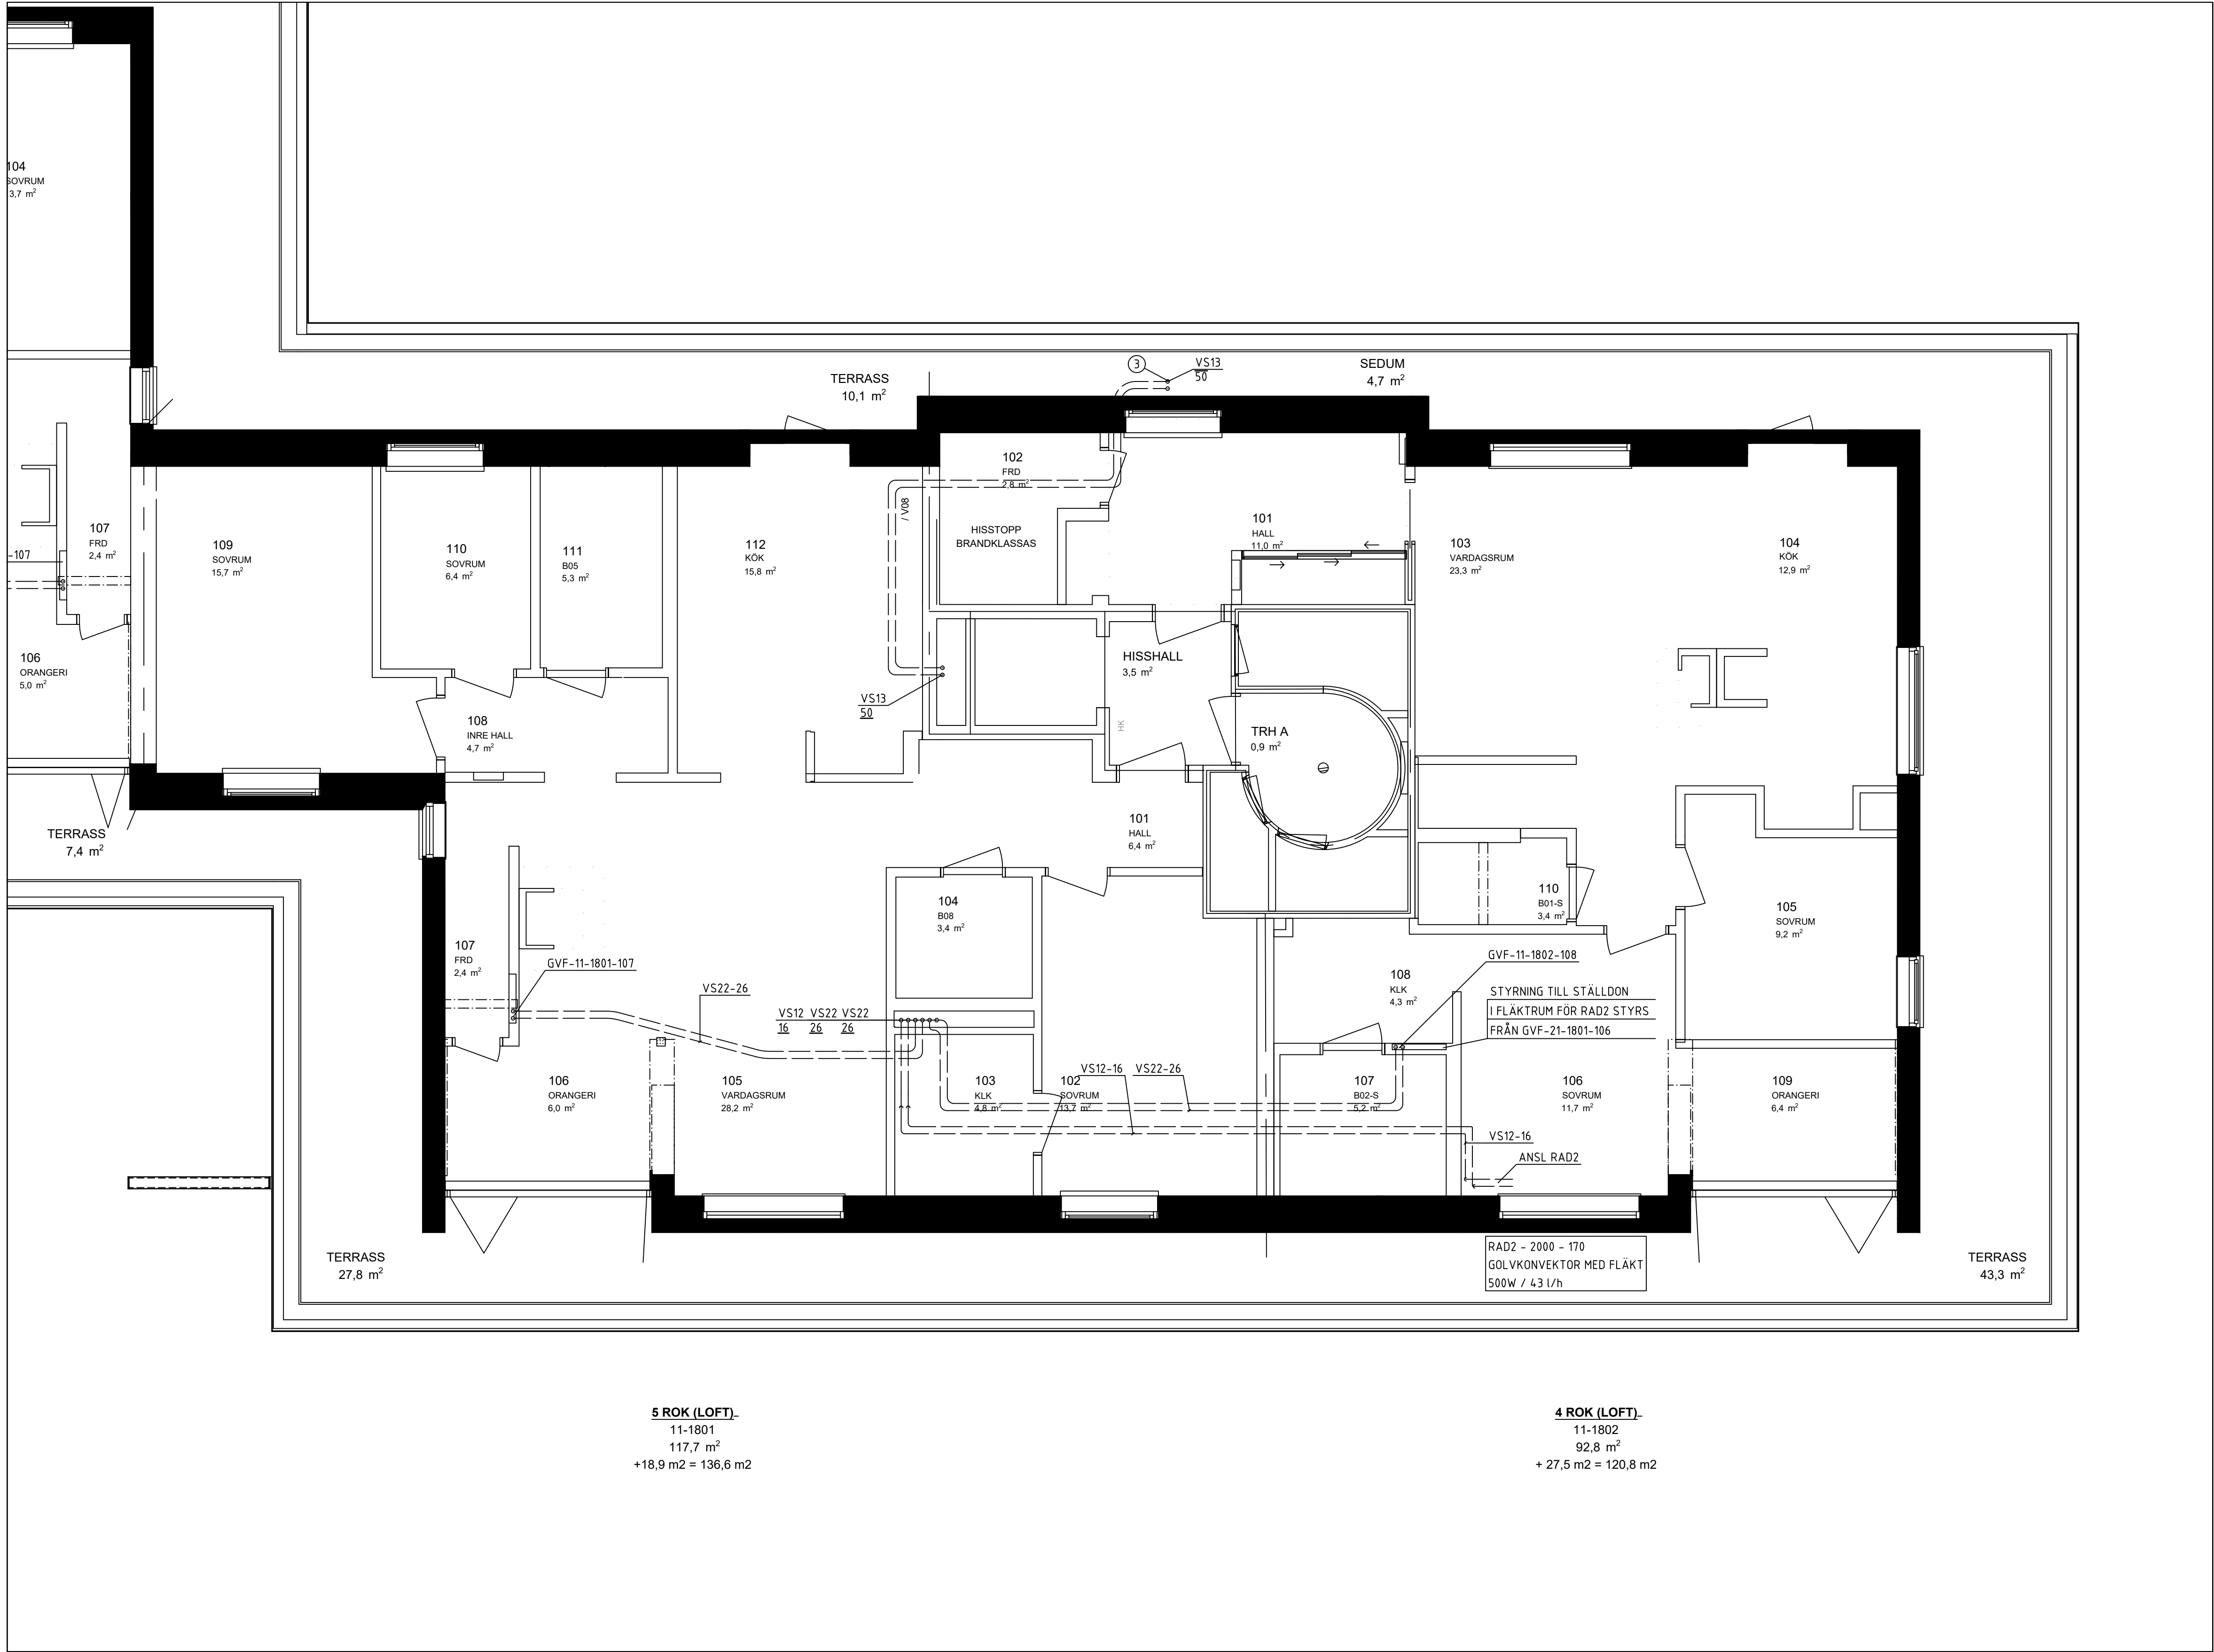 104
SOVRUM
3,7 m²
TERRASS
10,1 m²
3
VS13
50
SEDUM
4,7 m²
107
FRD
2,4 m²
-107
106
ORANGERI
5,0 m²
109
SOVRUM
15,7 m²
110
SOVRUM
6,4 m²
111
B05
5,3 m²
112
KÖK
15,8 m²
/ V08
102
FRD
2,8 m²
HISSTOPP
BRANDKLASSAS
101
HALL
11,0 m²
103
VARDAGSRUM
23,3 m²
104
KÖK
12,9 m²
HISSHALL
3,5 m²
HK
VS13
50
108
INRE HALL
4,7 m²
TRH A
0,9 m²
TERRASS
7,4 m²
101
HALL
6,4 m²
104
B08
3,4 m²
110
B01-S
3,4 m²
105
SOVRUM
9,2 m²
107
FRD
2,4 m²
GVF-11-1801-107
VS22-26
VS12 VS22 VS22
16 26 26
108
KLK
4,3 m²
GVF-11-1802-108
STYRNING TILL STÄLLDON
I FLÄKTRUM FÖR RAD2 STYRS
FRÅN GVF-21-1801-106
106
ORANGERI
6,0 m²
105
VARDAGSRUM
28,2 m²
103
KLK
4,8 m²
102
SOVRUM
13,7 m²
VS12-16 VS22-26
107
B02-S
5,2 m²
106
SOVRUM
11,7 m²
109
ORANGERI
6,4 m²
VS12-16
ANSL RAD2
TERRASS
27,8 m²
RAD2 - 2000 - 170
GOLVKONVEKTOR MED FLÄKT
500W / 43 l/h
TERRASS
43,3 m²
5 ROK (LOFT)
11-1801
117,7 m²
+18,9 m2 = 136,6 m2
4 ROK (LOFT)
11-1802
92,8 m²
+ 27,5 m2 = 120,8 m2